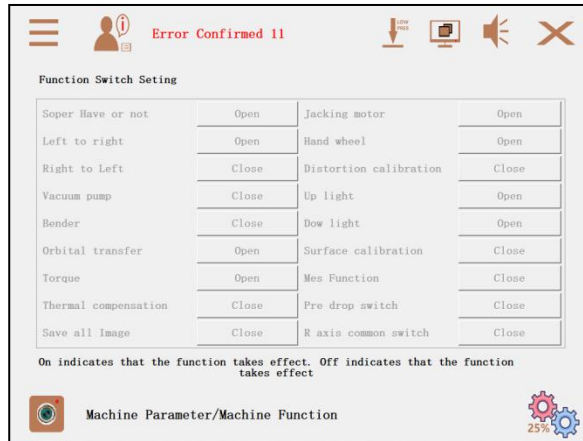 Error Confirmed 11
LOW PRES
Function Switch Seting
Soper Have or not Open Jacking motor Open
Left to right Open Hand wheel Open
Right to Left Close Distortion calibration Close
Vacuum pump Close Up light Open
Bender Close Dow light Open
Orbital transfer Open Surface calibration Close
Torque Open Mes Function Close
Thermal compensation Close Pre drop switch Close
Save all Image Close R axis common switch Close
On indicates that the function takes effect. Off indicates that the function
takes effect
Machine Parameter/Machine Function
25%